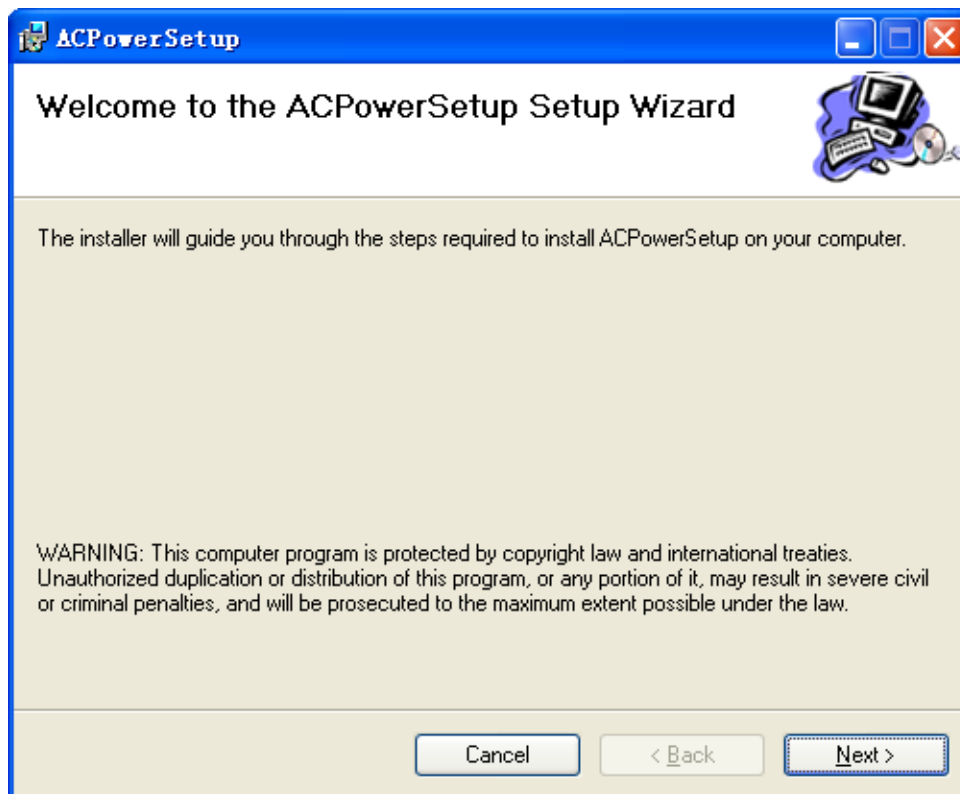 ACPowerSetup
Welcome to the ACPowerSetup Setup Wizard
The installer will guide you through the steps required to install ACPowerSetup on your computer.
WARNING: This computer program is protected by copyright law and international treaties.
Unauthorized duplication or distribution of this program, or any portion of it, may result in severe civil
or criminal penalties, and will be prosecuted to the maximum extent possible under the law.
Cancel
< Back
Next >